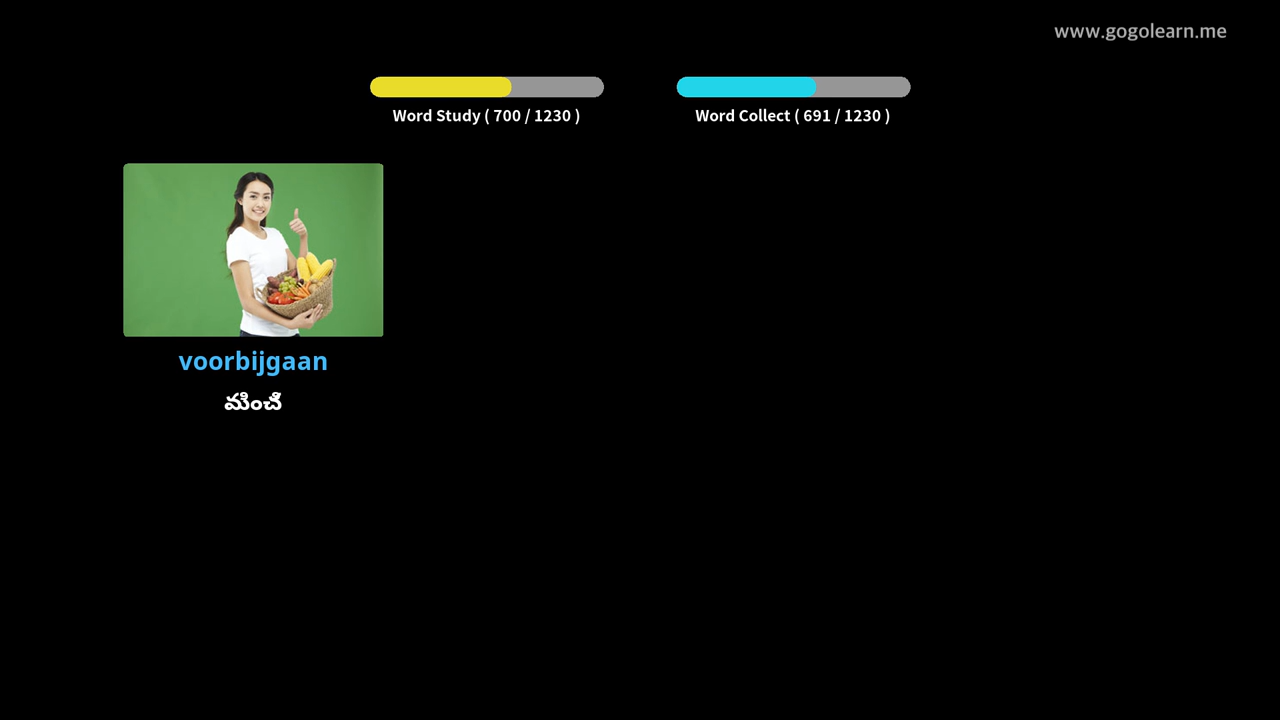 www.gogolearn.me
Word Study ( 700 / 1230 )
Word Collect ( 691 / 1230 )
voorbijgaan
మించి